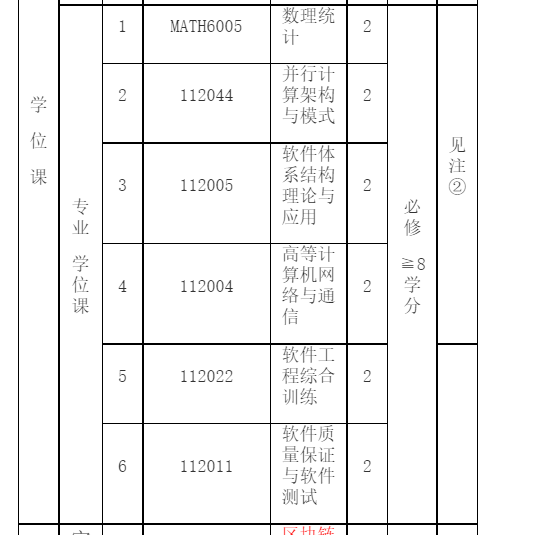 学
位
课
专
业
学
位
课
1
MATH6005
数理统
计
2
2
112044
并行计
算架构
与模式
2
3
112005
软件体
系结构
理论与
应用
2
4
112004
高等计
算机网
络与通
信
2
5
112022
软件工
程综合
训练
2
6
112011
软件质
量保证
与软件
测试
2
必
修
≧8
学
分
见
注
②
区块链